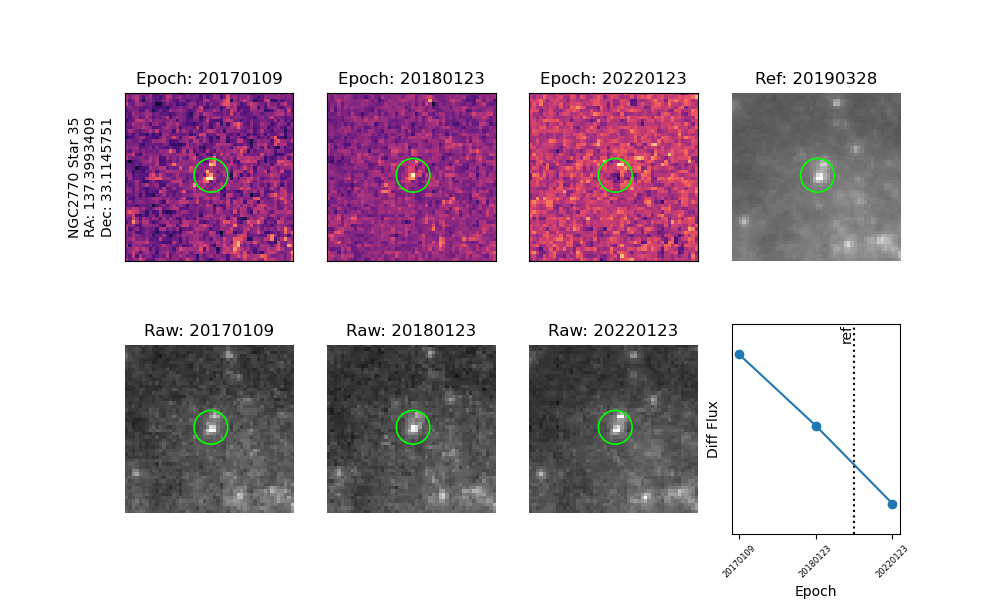 NGC2770 Star 35
RA: 137.3993409
Dec: 33.1145751
Epoch: 20170109
Epoch: 20180123
Epoch: 20220123
Ref: 20190328
Raw: 20170109
Raw: 20180123
Raw: 20220123
ref
Diff Flux
20170109
20180123
20220123
Epoch